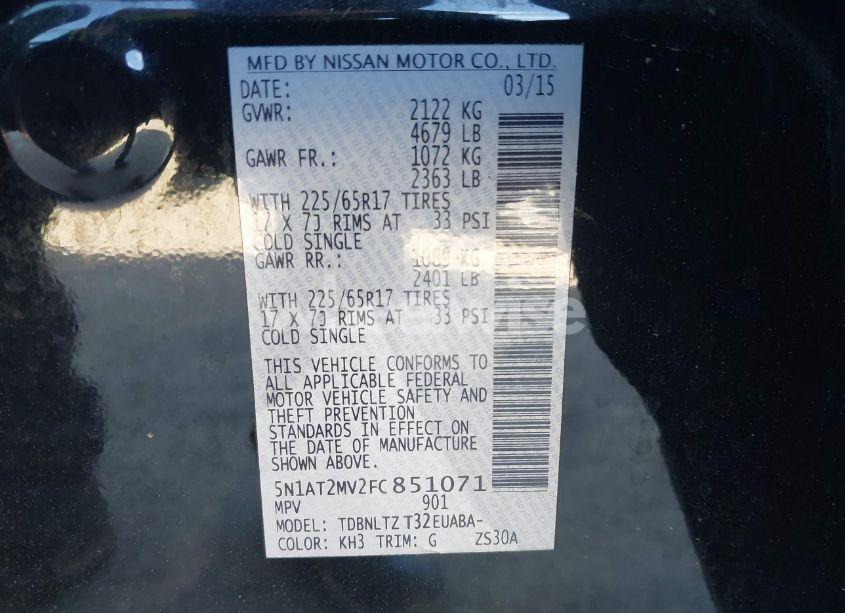 MFD BY NISSAN MOTOR CO., LTD.
DATE: 03/15
GVWR: 2122 KG
4679 LB
GAWR FR.: 1072 KG
2363 LB
WITH 225/65R17 TIRES
17 X 7J RIMS AT 33 PSI
COLD SINGLE
GAWR RR.: 1089 KG
2401 LB
WITH 225/65R17 TIRES
17 X 7J RIMS AT 33 PSI
COLD SINGLE
THIS VEHICLE CONFORMS TO
ALL APPLICABLE FEDERAL
MOTOR VEHICLE SAFETY AND
THEFT PREVENTION
STANDARDS IN EFFECT ON
THE DATE OF MANUFACTURE
SHOWN ABOVE.
5N1AT2MV2FC851071
MPV 901
MODEL: TDBNLTZ T32EUABA-
COLOR: KH3 TRIM: G ZS30A